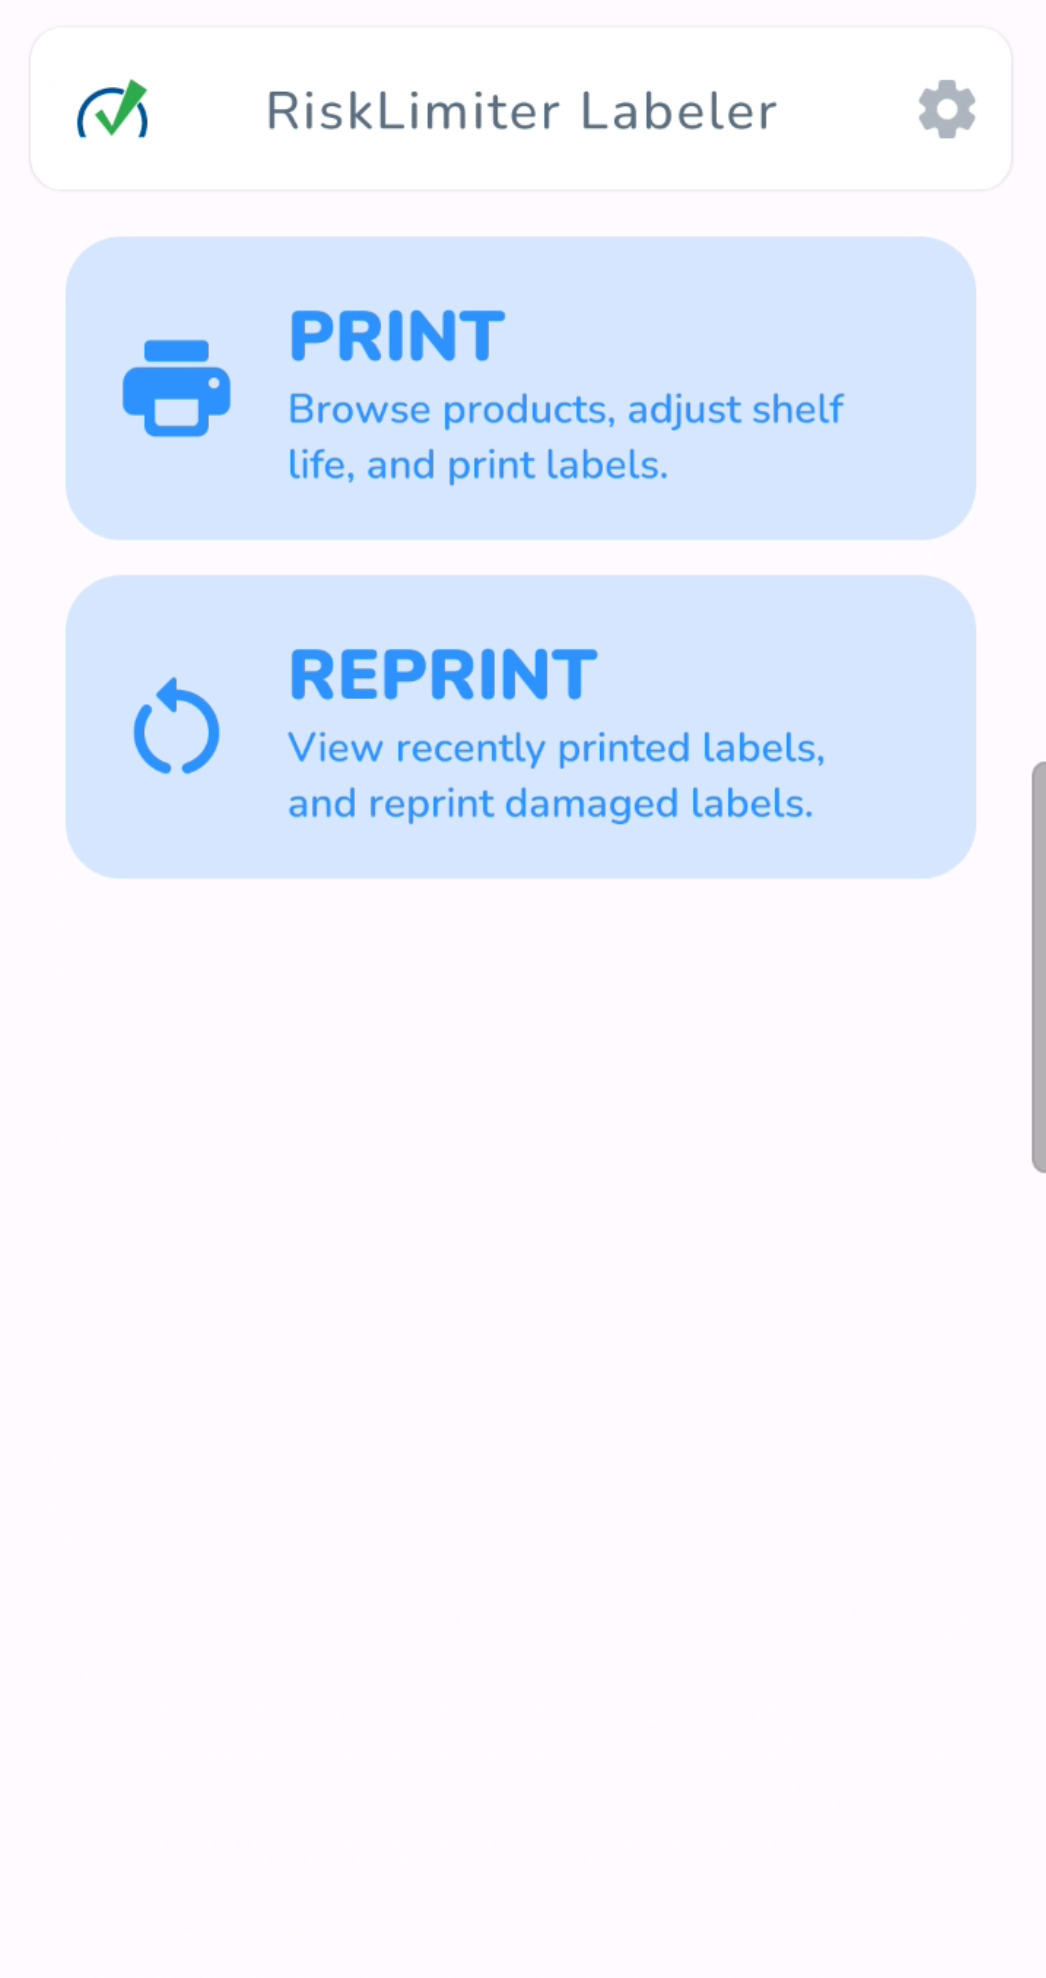 RiskLimiter Labeler
PRINT
Browse products, adjust shelf
life, and print labels.
REPRINT
View recently printed labels,
and reprint damaged labels.